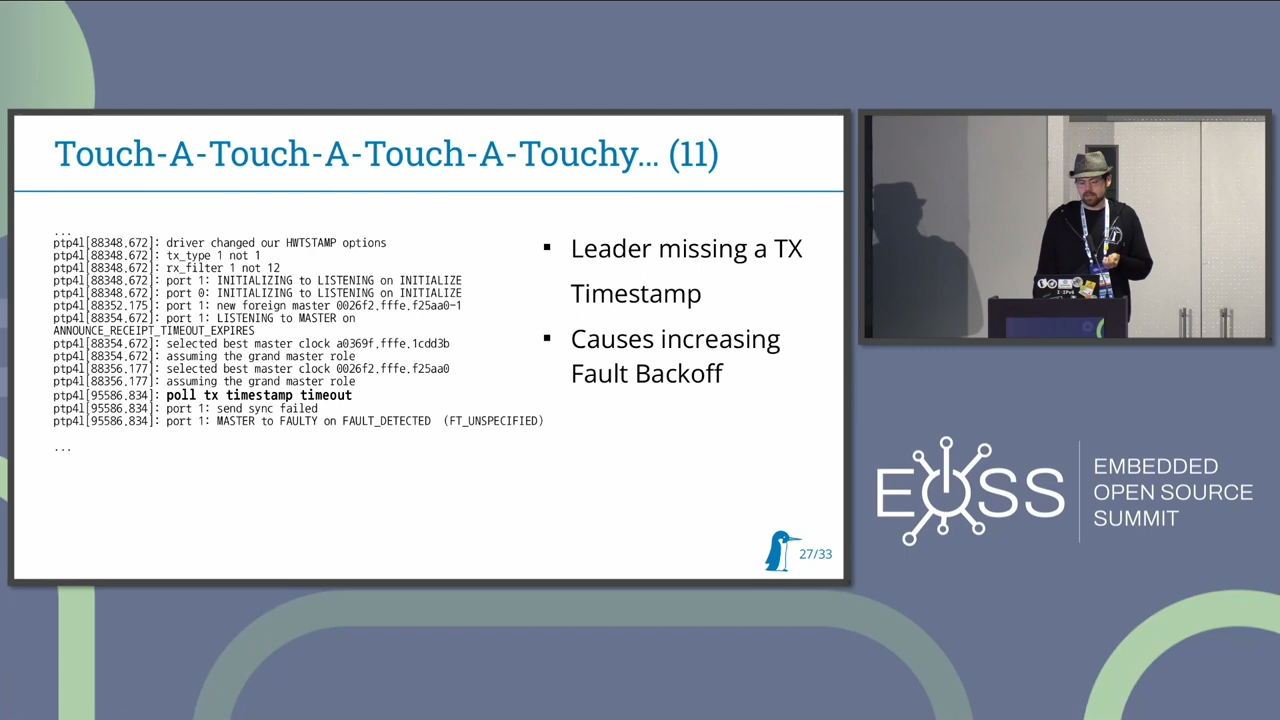 Touch-A-Touch-A-Touch-A-Touchy... (11)
...
ptp4l[88348.672]: driver changed our HWTSTAMP options
ptp4l[88348.672]: tx_type 1 not 1
ptp4l[88348.672]: rx_filter 1 not 12
ptp4l[88348.672]: port 1: INITIALIZING to LISTENING on INITIALIZE
ptp4l[88348.672]: port 0: INITIALIZING to LISTENING on INITIALIZE
ptp4l[88352.175]: port 1: new foreign master 0026f2.fffe.f25aa0-1
ptp4l[88354.672]: port 1: LISTENING to MASTER on
ANNOUNCE_RECEIPT_TIMEOUT_EXPIRES
ptp4l[88354.672]: selected best master clock a0369f.fffe.1cdd3b
ptp4l[88354.672]: assuming the grand master role
ptp4l[88356.177]: selected best master clock 0026f2.fffe.f25aa0
ptp4l[88356.177]: assuming the grand master role
ptp4l[95586.834]: poll tx timestamp timeout
ptp4l[95586.834]: port 1: send sync failed
ptp4l[95586.834]: port 1: MASTER to FAULTY on FAULT_DETECTED (FT_UNSPECIFIED)
...
▪ Leader missing a TX
Timestamp
▪ Causes increasing
Fault Backoff
27/33
EOSS
EMBEDDED
OPEN SOURCE
SUMMIT